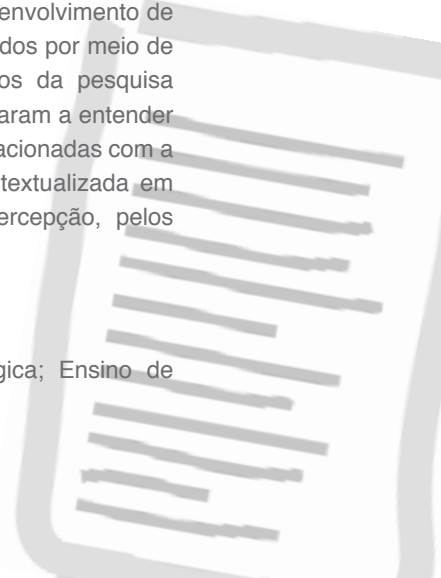 envolvimento de
dos por meio de
os da pesquisa
aram a entender
acionadas com a
textualizada em
ercepção, pelos
gica; Ensino de